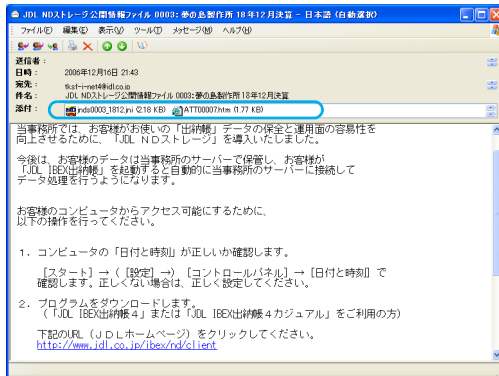 JDL NDストレージ公開情報ファイル 0003:夢の島製作所 18年12月決算 - 日本語 (自動選択)
ファイル(F) 編集(E) 表示(V) ツール(T) メッセージ(M) ヘルプ(H)
送信者:
日時: 2006年12月16日 21:43
宛先: tksf-i-net4@jdl.co.jp
件名: JDL NDストレージ公開情報ファイル 0003:夢の島製作所 18年12月決算
添付: jnds0003_1812.jni (2.18 KB) ATT00007.htm (1.77 KB)
当事務所では、お客様がお使いの「出納帳」データの保全と運用面の容易性を
向上させるために、「JDL NDストレージ」を導入いたしました。
今後は、お客様のデータは当事務所のサーバーで保管し、お客様が
「JDL IBEX出納帳」を起動すると自動的に当事務所のサーバーに接続して
データ処理を行うようになります。
お客様のコンピュータからアクセス可能にするために、
以下の操作を行ってください。
1. コンピュータの「日付と時刻」が正しいか確認します。
[スタート]→([設定]→) [コントロールパネル]→[日付と時刻]で
確認します。正しくない場合は、正しく設定してください。
2. プログラムをダウンロードします。
(「JDL IBEX出納帳4」または「JDL IBEX出納帳4カジュアル」をご利用の方)
下記のURL(JDLホームページ)をクリックしてください。
http://www.jdl.co.jp/ibex/nd/client